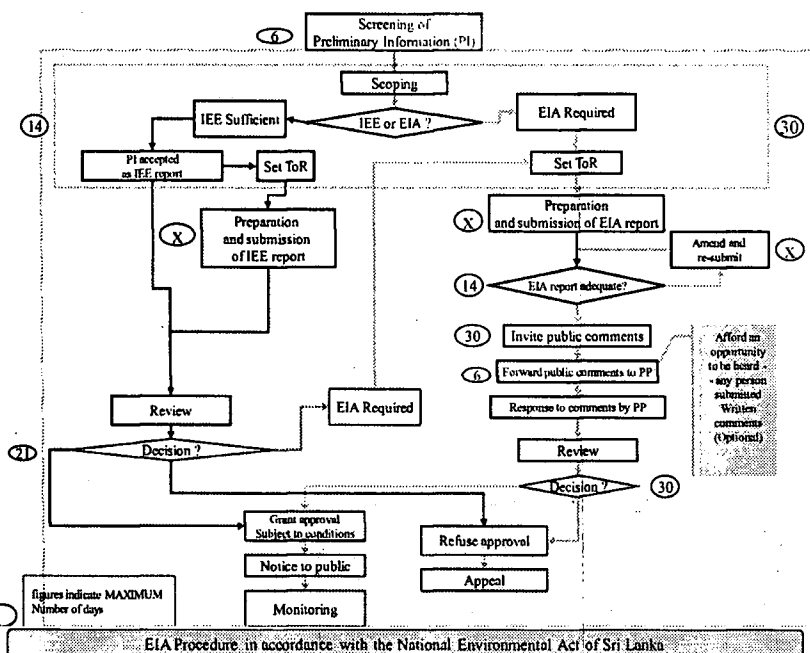 Screening of
Preliminary Information (PI)
6
Scoping
IEE Sufficient
IEE or EIA ?
EIA Required
14
30
PI accepted
as IEE report
Set ToR
Set ToR
Preparation
and submission
of IEE report
X
Preparation
and submission of EIA report
X
Amend and
re-submit
X
EIA report adequate?
14
Invite public comments
30
Forward public comments to PP
6
Afford an
opportunity
to be heard -
- any person
submitted
Written
comments
(Optional)
Response to comments by PP
EIA Required
Review
Review
Decision ?
21
Decision ?
30
Grant approval
Subject to conditions
Refuse approval
Notice to public
Appeal
Monitoring
figures indicate MAXIMUM
Number of days
EIA Procedure in accordance with the National Environmental Act of Sri Lanka